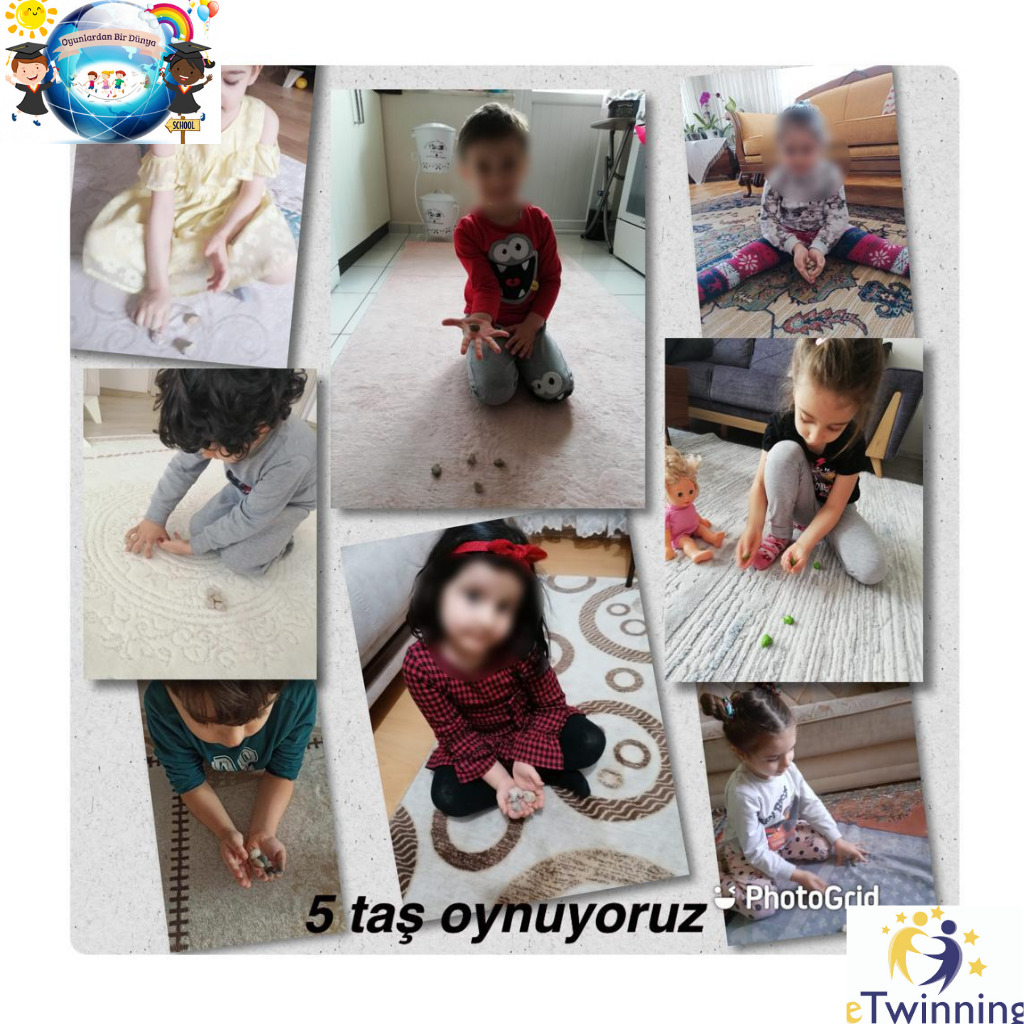 Oyunlardan Bir Dünya
SCHOOL
5 taş oynuyoruz
PhotoGrid
eTwinning